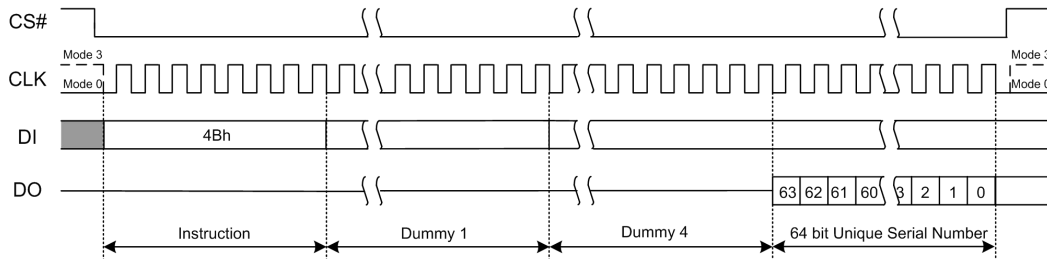 CS#
Mode 3
Mode 3
CLK
Mode 0
Mode 0
DI
4Bh
DO
63 62 61 60 3 2 1 0
Instruction Dummy 1 Dummy 4 64 bit Unique Serial Number